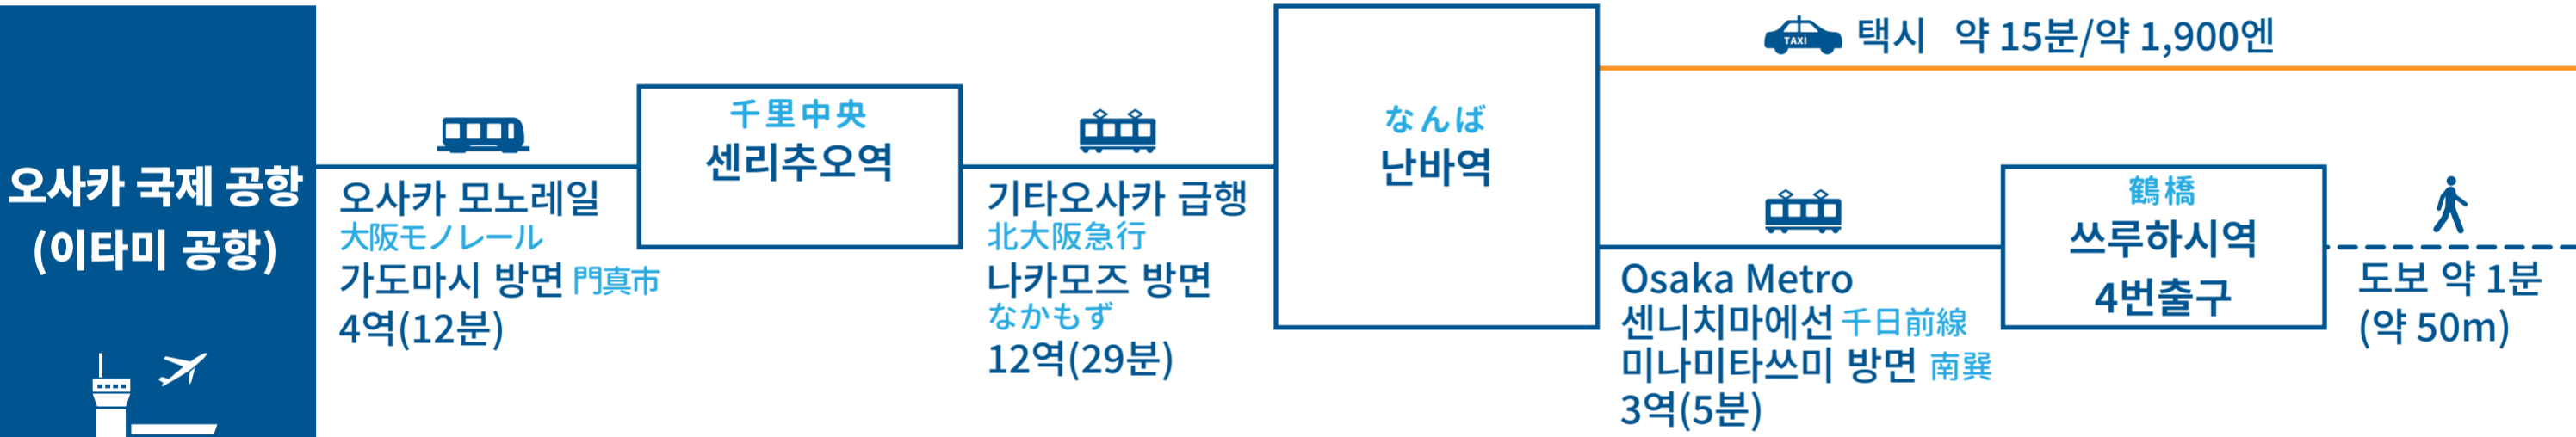 오사카 국제 공항
(이타미 공항)
오사카 모노레일
大阪モノレール
가도마시 방면 門真市
4역(12분)
千里中央
센리추오역
기타오사카 급행
北大阪急行
나카모즈 방면
なかもず
12역(29분)
なんば
난바역
TAXI 택시 약 15분/약 1,900엔
Osaka Metro
센니치마에선 千日前線
미나미타쓰미 방면 南巽
3역(5분)
鶴橋
쓰루하시역
4번출구
도보 약 1분
(약 50m)